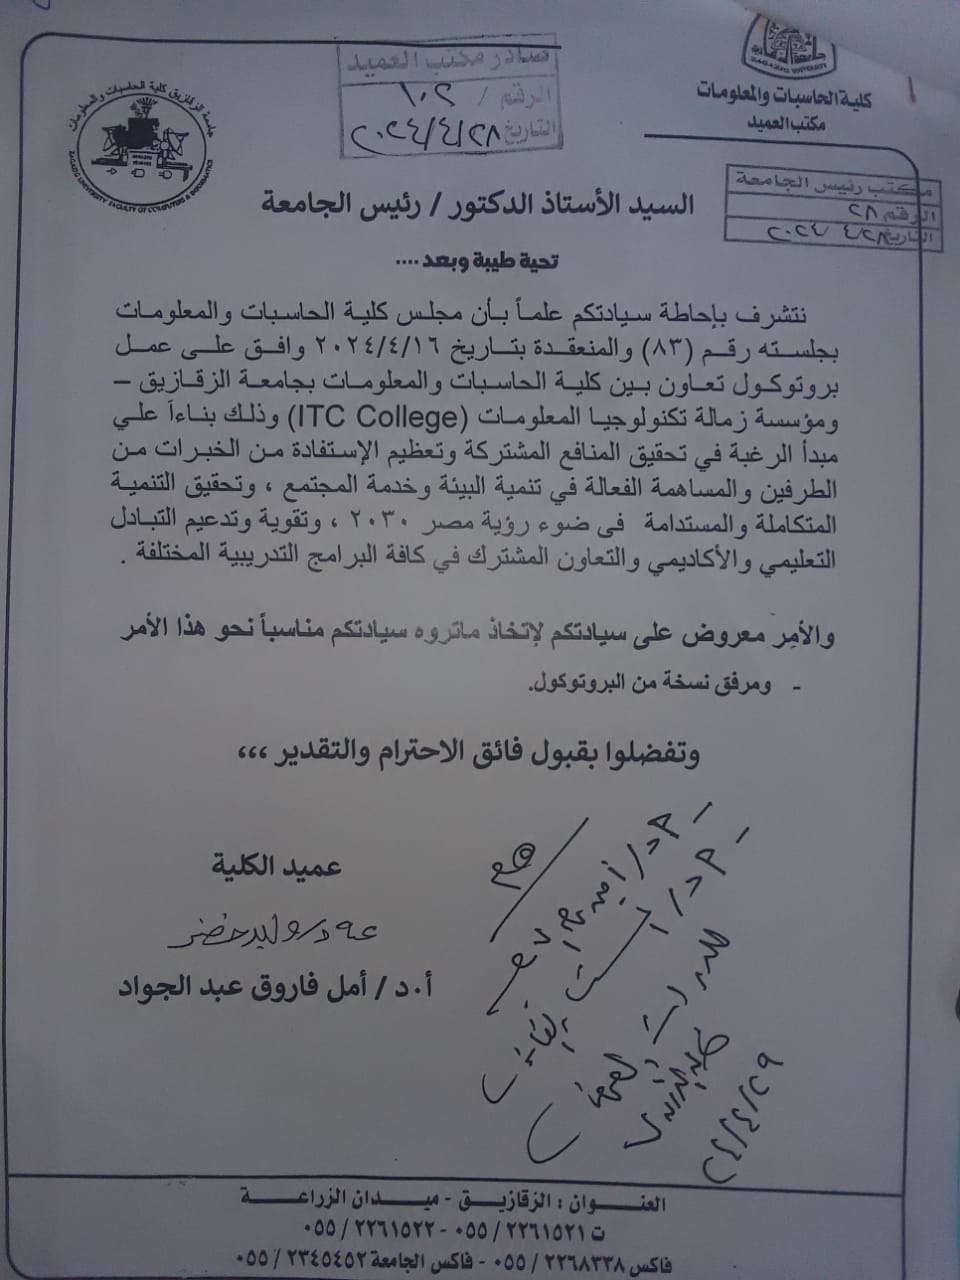 صادر مكتب العميد
الرقم / ١٠٢
التاريخ ٢٠٢٤/٤/٢٨
ZAGAZIG UNIVERSITY
كلية الحاسبات والمعلومات
مكتب العميد
جامعة الزقازيق كلية الحاسبات والمعلومات
ZAGAZIG UNIVERSITY FACULTY OF COMPUTERS & INFORMATICS
مكتب رئيس الجامعة
الرقم ٢٨
التاريخ ٢٠٢٤/٤/٢٨
السيد الأستاذ الدكتور / رئيس الجامعة
تحية طيبة وبعد ....
نتشرف بإحاطة سيادتكم علماً بأن مجلس كلية الحاسبات والمعلومات
بجلسته رقم (٨٣) والمنعقدة بتاريخ ٢٠٢٤/٤/١٦ وافق على عمل
بروتوكول تعاون بين كلية الحاسبات والمعلومات بجامعة الزقازيق –
ومؤسسة زمالة تكنولوجيا المعلومات (ITC College) وذلك بناءاً علي
مبدأ الرغبة في تحقيق المنافع المشتركة وتعظيم الإستفادة من الخبرات من
الطرفين والمساهمة الفعالة في تنمية البيئة وخدمة المجتمع ، وتحقيق التنمية
المتكاملة والمستدامة فى ضوء رؤية مصر ٢٠٣٠ ، وتقوية وتدعيم التبادل
التعليمي والأكاديمي والتعاون المشترك في كافة البرامج التدريبية المختلفة .
والأمر معروض على سيادتكم لإتخاذ ماتروه سيادتكم مناسباً نحو هذا الأمر
- ومرفق نسخة من البروتوكول.
وتفضلوا بقبول فائق الاحترام والتقدير ,,,
عميد الكلية
أ.د / أمل فاروق عبد الجواد
العنوان : الزقازيق - ميدان الزراعة
ت ٢٢٦١٥٢١ / ٠٥٥ - ٢٢٦١٥٢٢ / ٠٥٥
فاكس ٢٢٦٨٣٣٨ / ٠٥٥ - فاكس الجامعة ٢٣٤٥٤٥٢ / ٠٥٥